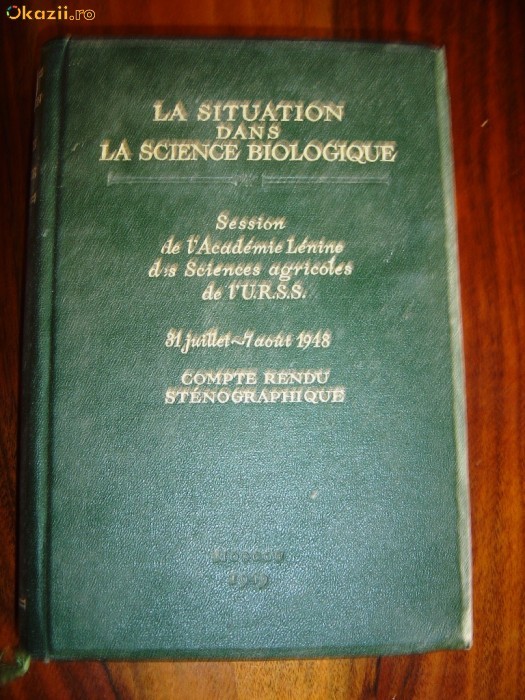 Okazii.ro
LA SITUATION
DANS
LA SCIENCE BIOLOGIQUE
Session
de l'Académie Lénine
des Sciences agricoles
de l'U.R.S.S.
31 juillet~7 août 1948
COMPTE RENDU
STÉNOGRAPHIQUE
1949